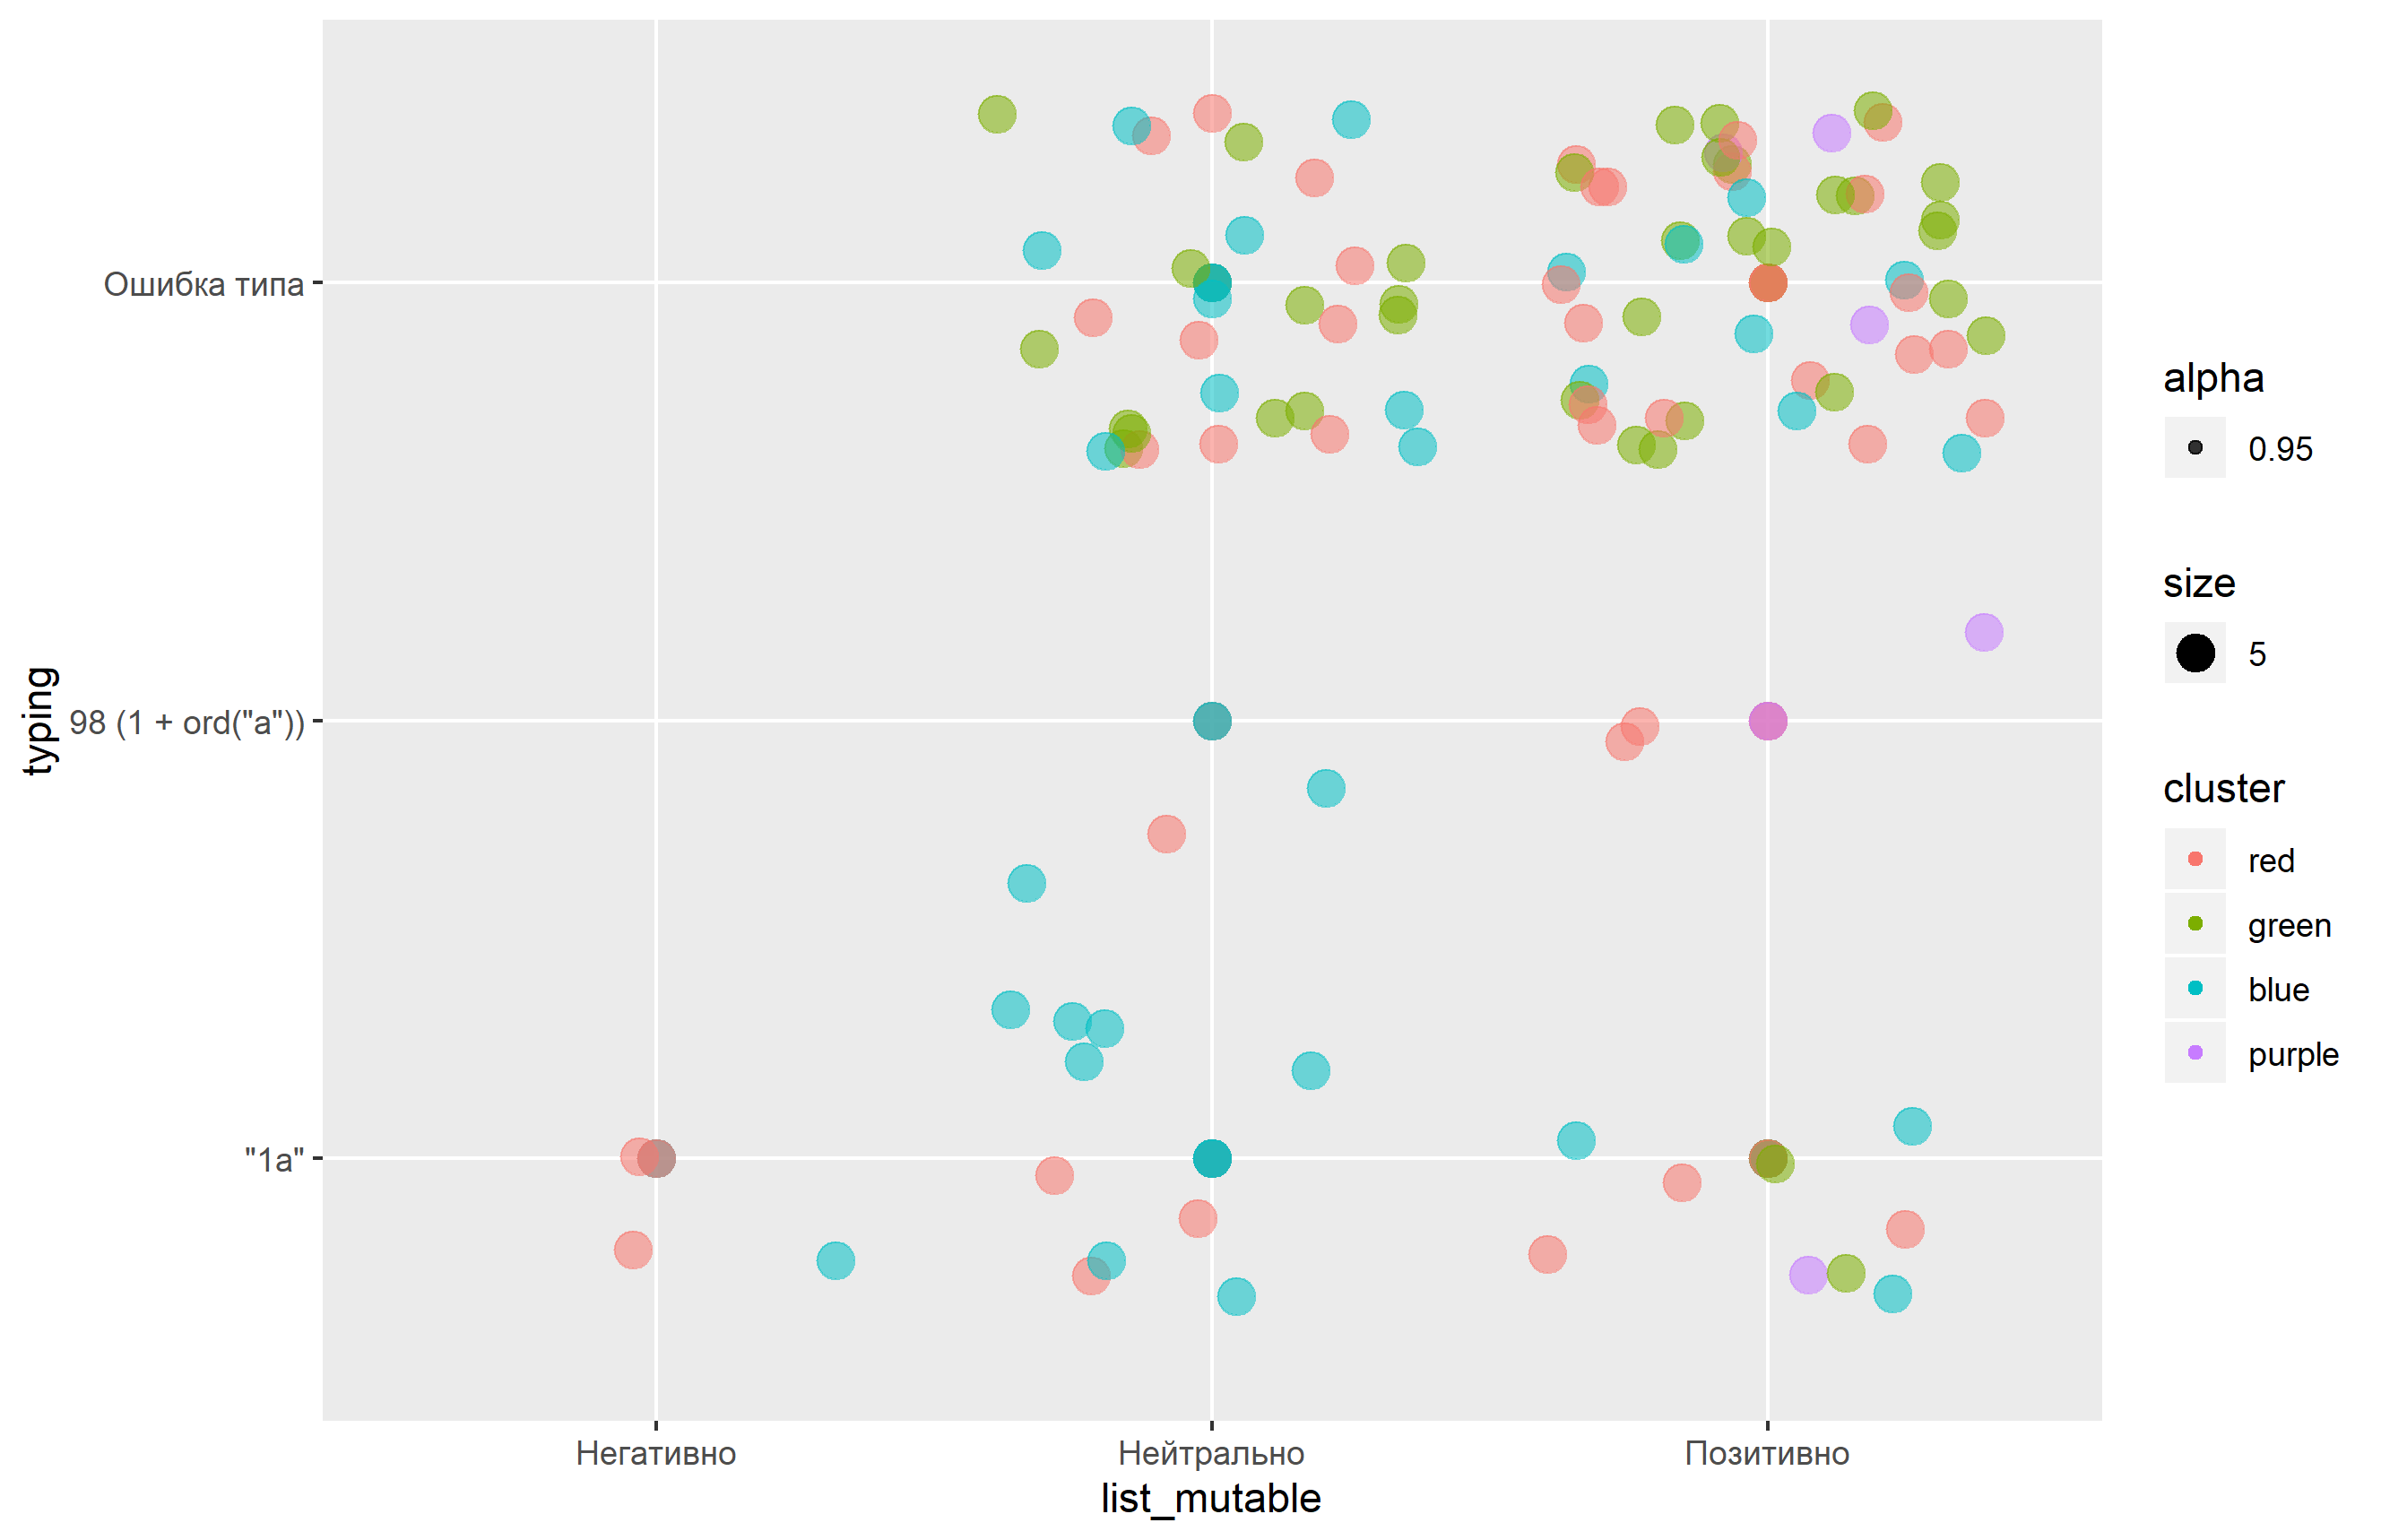 typing
Ошибка типа
98 (1 + ord("a"))
"1a"
Негативно
Нейтрально
Позитивно
list_mutable
alpha
0.95
size
5
cluster
red
green
blue
purple